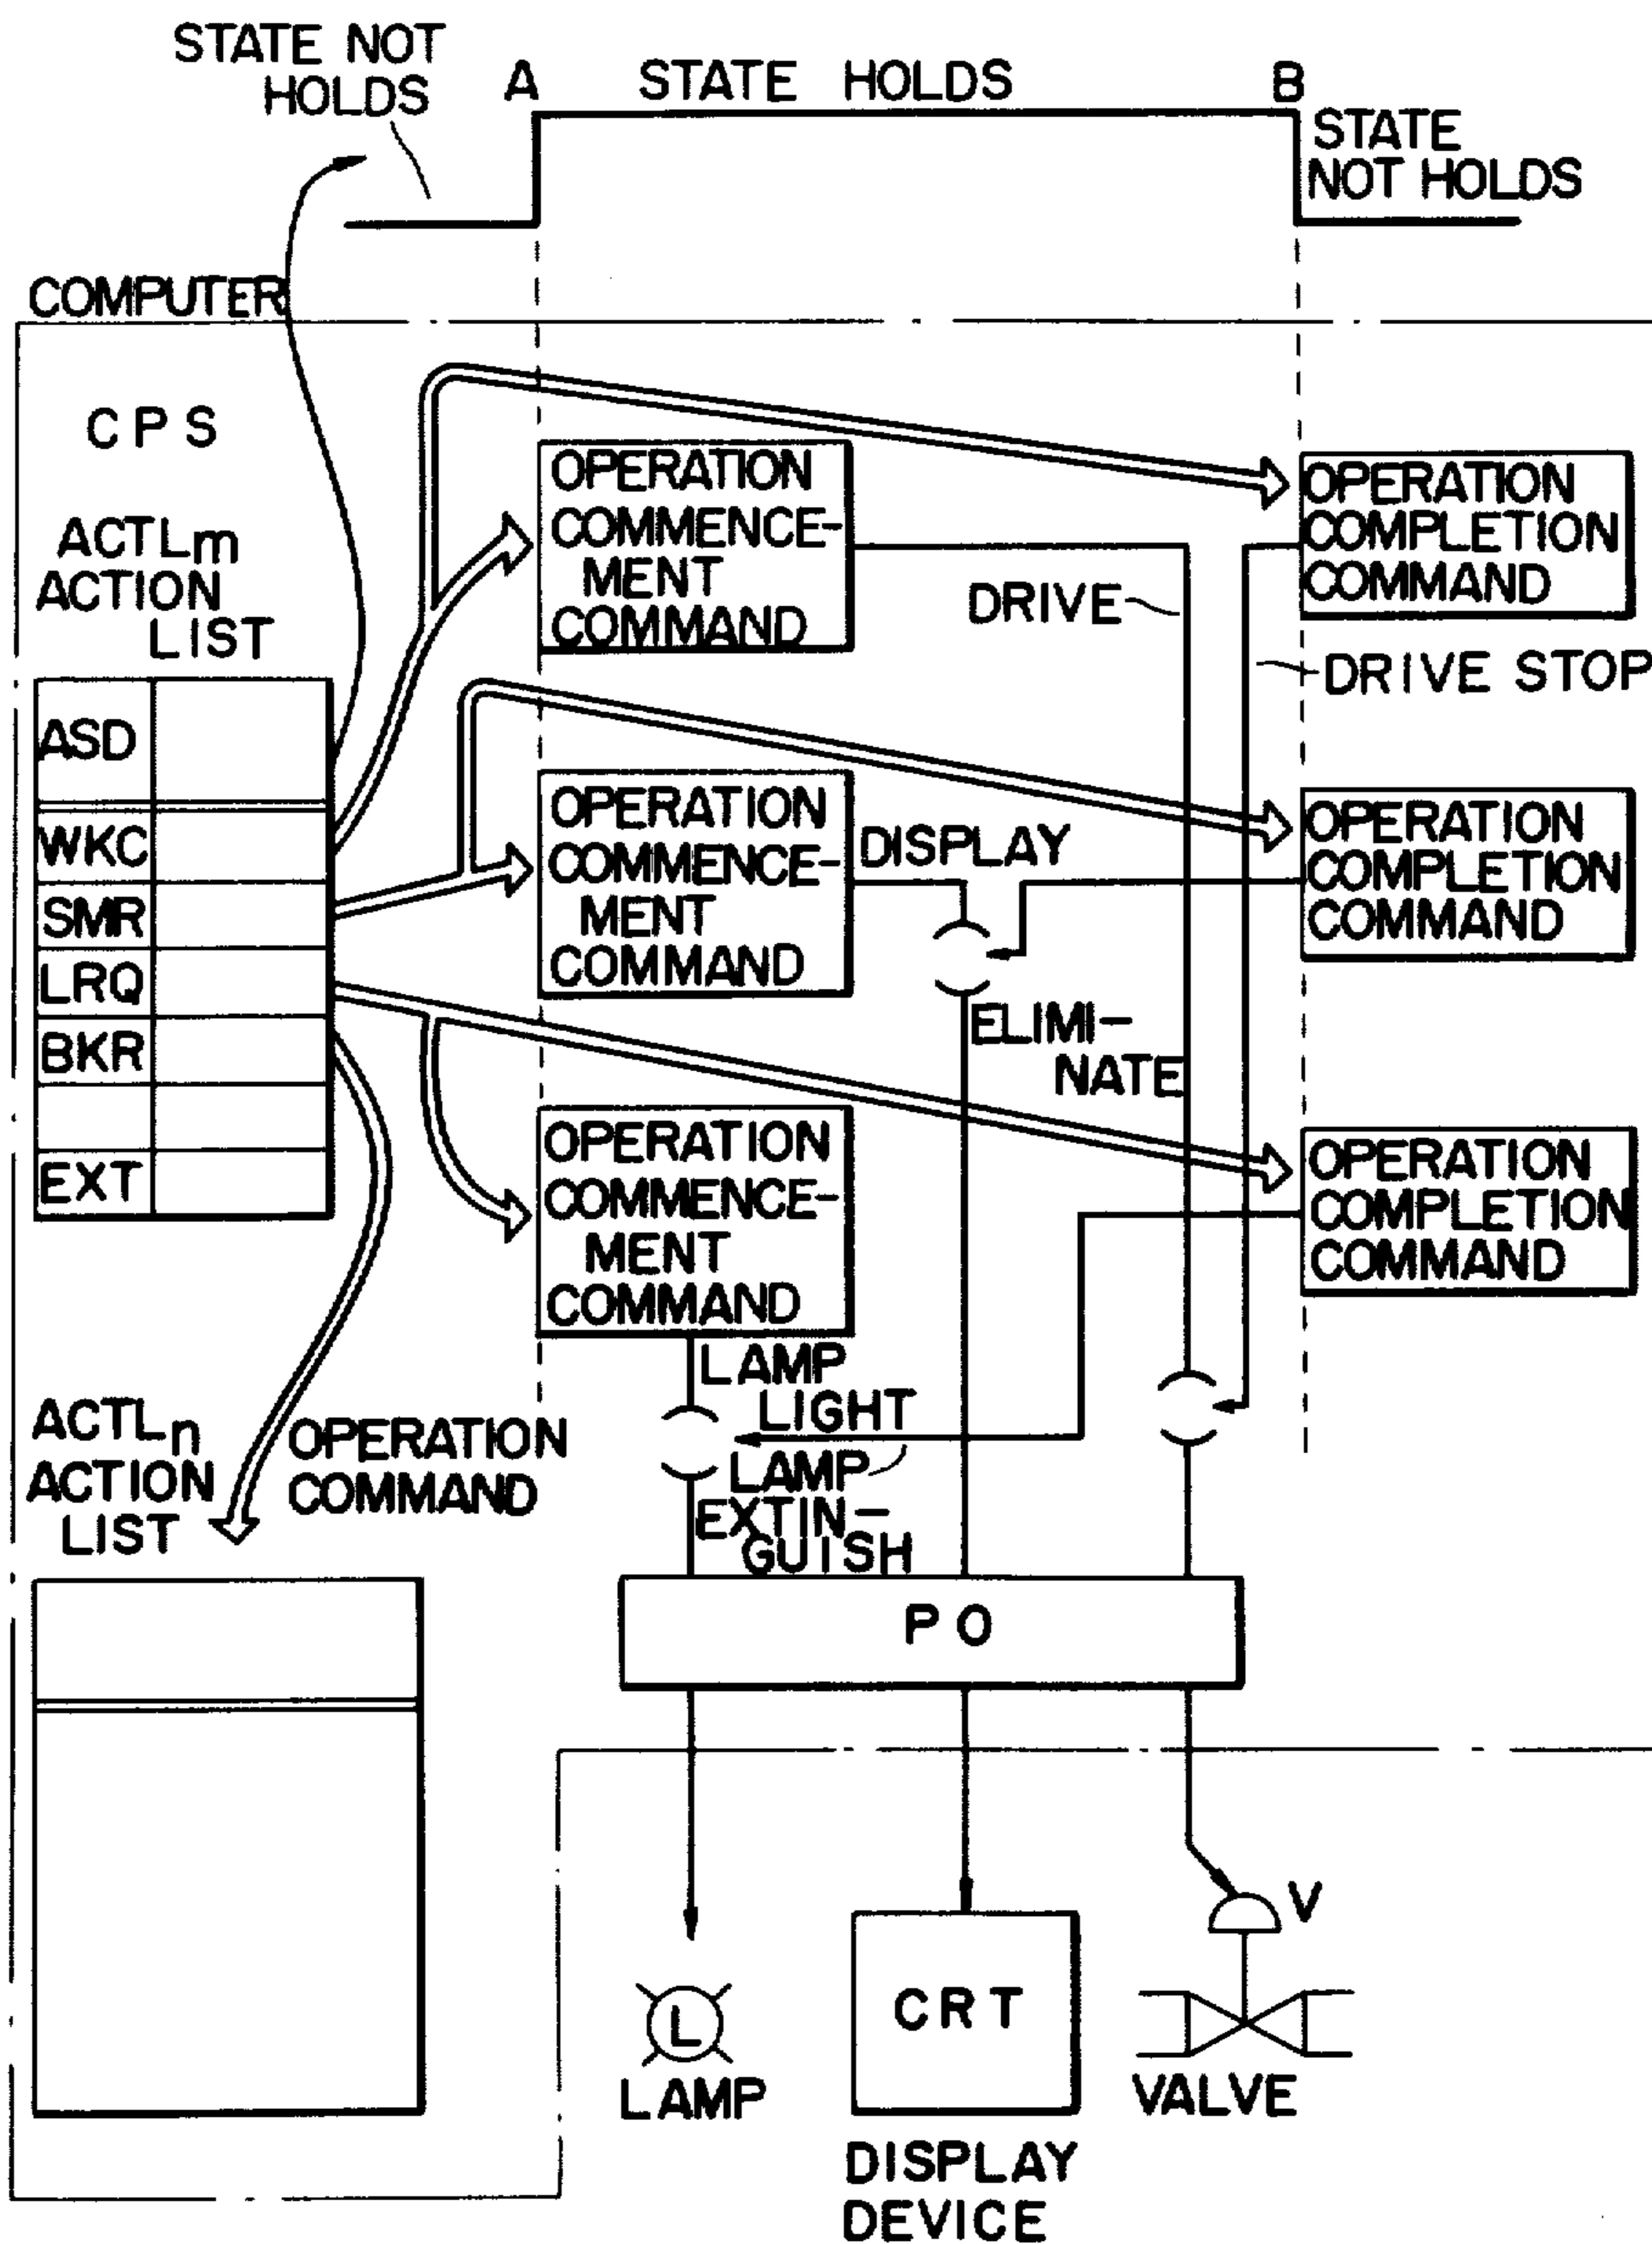 STATE NOT
HOLDS
A
STATE HOLDS
B
STATE
NOT HOLDS
COMPUTER
CPS
ACTLm
ACTION
LIST
ASD
WKC
SMR
LRQ
BKR
EXT
OPERATION
COMMENCE-
MENT
COMMAND
OPERATION
COMPLETION
COMMAND
DRIVE
DRIVE STOP
OPERATION
COMMENCE-
MENT
COMMAND
DISPLAY
OPERATION
COMPLETION
COMMAND
ELIMI-
NATE
OPERATION
COMMENCE-
MENT
COMMAND
OPERATION
COMPLETION
COMMAND
LAMP
LIGHT
LAMP
EXTIN-
GUISH
ACTLn
ACTION
LIST
OPERATION
COMMAND
PO
L
LAMP
CRT
DISPLAY
DEVICE
V
VALVE